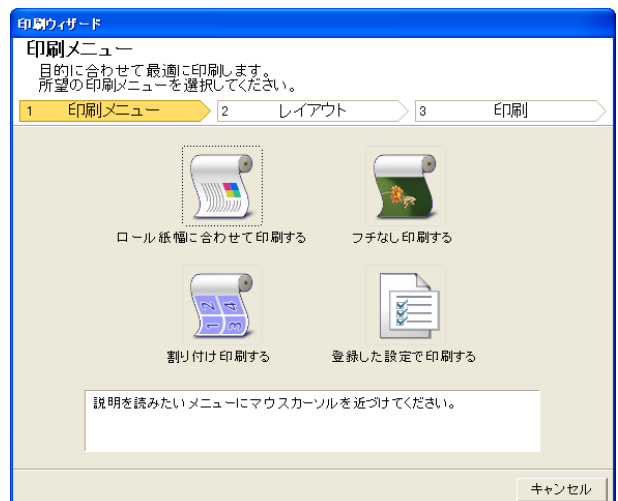 印刷ウィザード
印刷メニュー
目的に合わせて最適に印刷します。
所望の印刷メニューを選択してください。
1 印刷メニュー 2 レイアウト 3 印刷
ロール紙幅に合わせて印刷する フチなし印刷する
1 2 3 4
割り付け印刷する 登録した設定で印刷する
説明を読みたいメニューにマウスカーソルを近づけてください。
キャンセル